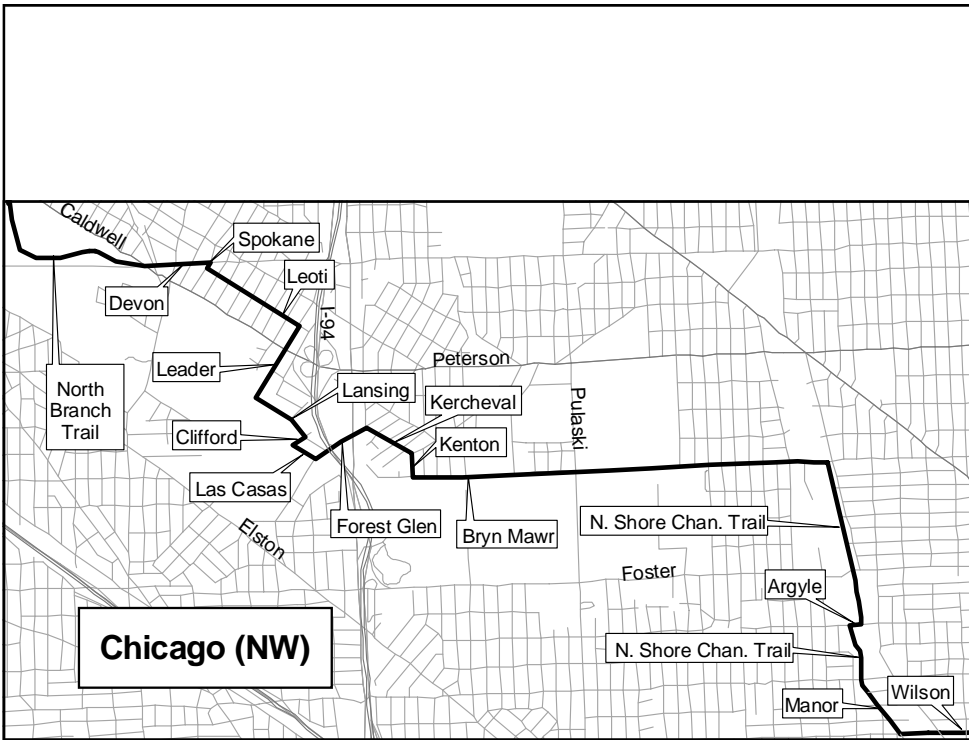 Caldwell
Spokane
Leoti
Devon
I-94
Peterson
Leader
North
Branch
Trail
Lansing
Kercheval
Pulaski
Clifford
Kenton
Las Casas
Forest Glen
Bryn Mawr
N. Shore Chan. Trail
Elston
Foster
Argyle
Chicago (NW)
N. Shore Chan. Trail
Manor
Wilson